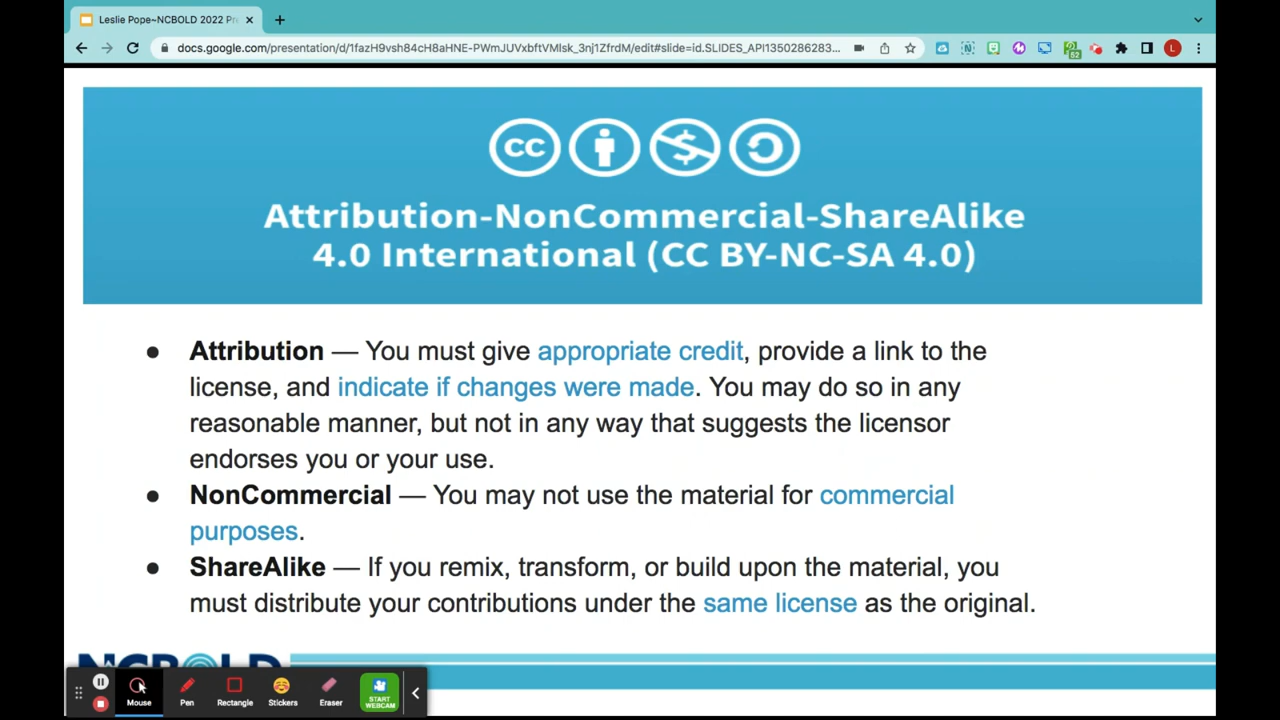 Leslie Pope~NCBOLD 2022 Pr
docs.google.com/presentation/d/1fazH9vsh84cH8aHNE-PWmJUVxbftVMlsk_3nj1ZfrdM/edit#slide=id.SLIDES_API1350286283...
52
L
CC
Attribution-NonCommercial-ShareAlike
4.0 International (CC BY-NC-SA 4.0)
● Attribution — You must give appropriate credit, provide a link to the
license, and indicate if changes were made. You may do so in any
reasonable manner, but not in any way that suggests the licensor
endorses you or your use.
● NonCommercial — You may not use the material for commercial
purposes.
● ShareAlike — If you remix, transform, or build upon the material, you
must distribute your contributions under the same license as the original.
NCBOLD
Mouse Pen Rectangle Stickers Eraser START
WEBCAM